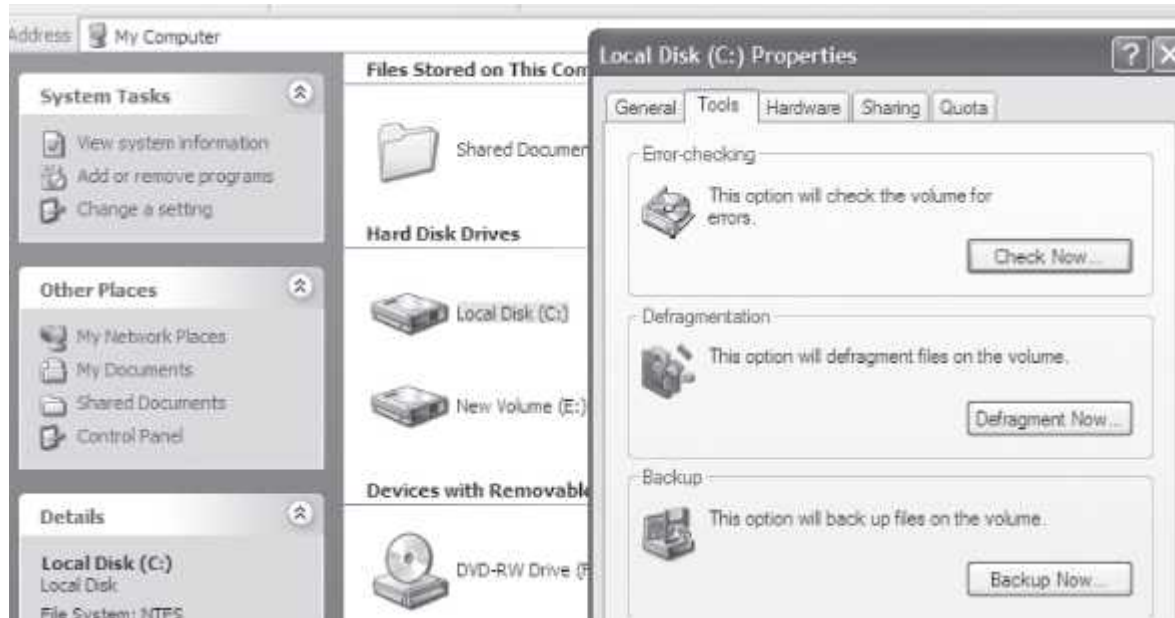 Address My Computer
System Tasks
View system information
Add or remove programs
Change a setting
Other Places
My Network Places
My Documents
Shared Documents
Control Panel
Details
Local Disk (C:)
Local Disk
File System: NTFS
Files Stored on This Com
Shared Documen
Hard Disk Drives
Local Disk (C:)
New Volume (E:)
Devices with Removable
DVD-RW Drive (F
Local Disk (C:) Properties
General Tools Hardware Sharing Quota
Error-checking
This option will check the volume for
errors.
Check Now...
Defragmentation
This option will defragment files on the volume.
Defragment Now...
Backup
This option will back up files on the volume.
Backup Now...